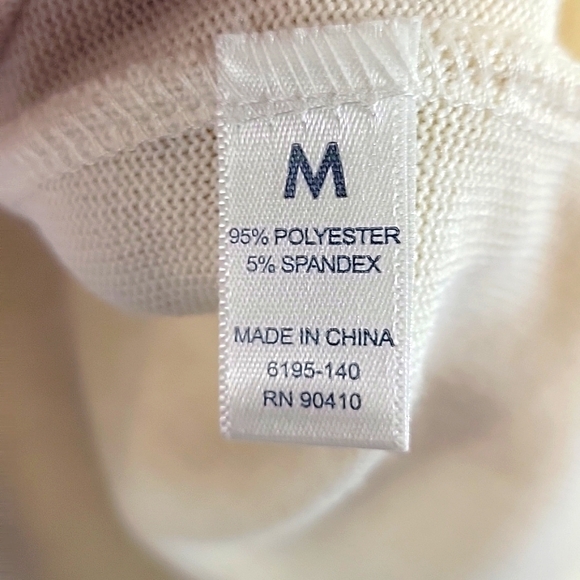 M
95% POLYESTER
5% SPANDEX
MADE IN CHINA
6195-140
RN 90410